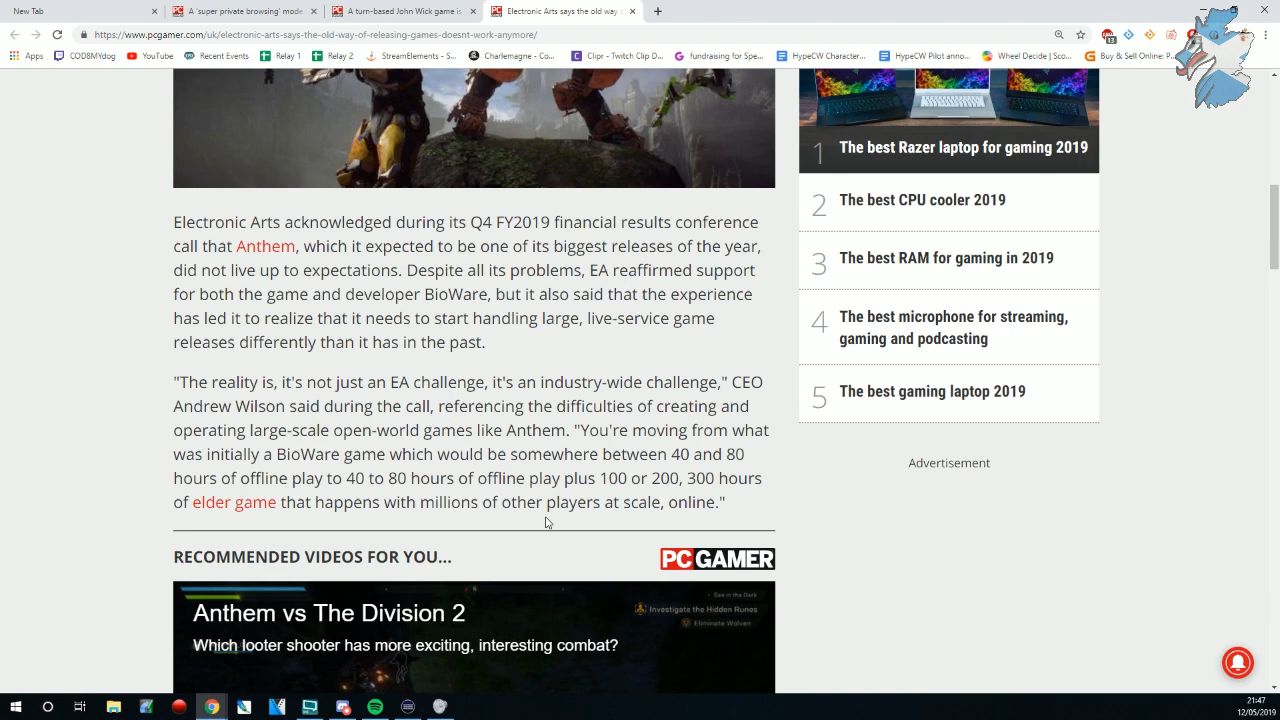 New Tab
A 'super private browsing' mode
A turn-based John Wick game is
Electronic Arts says the old way o
https://www.pcgamer.com/uk/electronic-arts-says-the-old-way-of-releasing-games-doesnt-work-anymore/
13
Apps
COD8MYdog
YouTube
Recent Events
Relay 1
Relay 2
StreamElements - S...
Charlemagne - Co...
Clipr - Twitch Clip D...
fundraising for Spe...
HypeCW Character...
HypeCW Pilot anno...
Wheel Decide | Sco...
Buy & Sell Online: P...
Electronic Arts acknowledged during its Q4 FY2019 financial results conference
call that Anthem, which it expected to be one of its biggest releases of the year,
did not live up to expectations. Despite all its problems, EA reaffirmed support
for both the game and developer BioWare, but it also said that the experience
has led it to realize that it needs to start handling large, live-service game
releases differently than it has in the past.
"The reality is, it's not just an EA challenge, it's an industry-wide challenge," CEO
Andrew Wilson said during the call, referencing the difficulties of creating and
operating large-scale open-world games like Anthem. "You're moving from what
was initially a BioWare game which would be somewhere between 40 and 80
hours of offline play to 40 to 80 hours of offline play plus 100 or 200, 300 hours
of elder game that happens with millions of other players at scale, online."
RECOMMENDED VIDEOS FOR YOU...
PC GAMER
Anthem vs The Division 2
Which looter shooter has more exciting, interesting combat?
See in the Dark
Investigate the Hidden Runes
Eliminate Wolven
1 The best Razer laptop for gaming 2019
2 The best CPU cooler 2019
3 The best RAM for gaming in 2019
4 The best microphone for streaming,
gaming and podcasting
5 The best gaming laptop 2019
Advertisement
21:47
12/05/2019